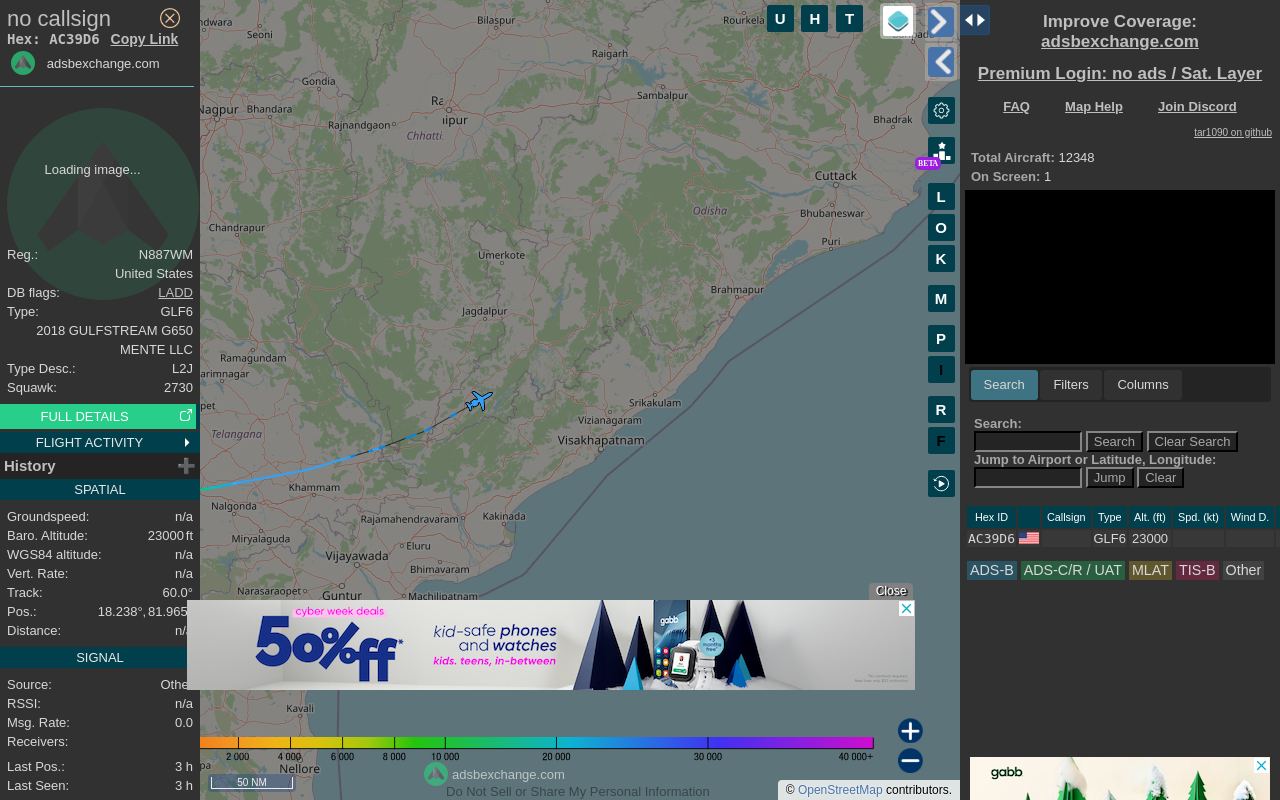 no callsign
Hex: AC39D6 Copy Link
adsbexchange.com
Loading image...
Reg.: N887WM
United States
DB flags: LADD
Type: GLF6
2018 GULFSTREAM G650
MENTE LLC
Type Desc.: L2J
Squawk: 2730
FULL DETAILS
FLIGHT ACTIVITY
History
SPATIAL
Groundspeed: n/a
Baro. Altitude: 23000 ft
WGS84 altitude: n/a
Vert. Rate: n/a
Track: 60.0°
Pos.: 18.238°, 81.965
Distance: n/a
SIGNAL
Source: Other
RSSI: n/a
Msg. Rate: 0.0
Receivers:
Last Pos.: 3 h
Last Seen: 3 h
Seoni
Bilaspur
Rourkela
Raigarh
Gondia
Sambalpur
Nagpur
Bhandara
Rajnandgaon
Chhatti
Bhadrak
Cuttack
Odisha
Bhubaneswar
Puri
Chandrapur
Umerkote
Brahmapur
Jagdalpur
Ramagundam
Karimnagar
Srikakulam
Vizianagaram
Visakhapatnam
Telangana
Khammam
Nalgonda
Rajamahendravaram
Kakinada
Miryalaguda
Eluru
Vijayawada
Bhimavaram
Guntur
Narasaraopet
Machilipatnam
Kavali
Nellore
U H T
BETA
L
O
K
M
P
I
R
F
Close
cyber week deals
50%off*
kid-safe phones
and watches
kids. teens, in-between
gabb
+3 months free*
2 000 4 000 6 000 8 000 10 000 20 000 30 000 40 000+
50 NM
adsbexchange.com
Do Not Sell or Share My Personal Information
© OpenStreetMap contributors.
Improve Coverage:
adsbexchange.com
Premium Login: no ads / Sat. Layer
FAQ Map Help Join Discord
tar1090 on github
Total Aircraft: 12348
On Screen: 1
Search Filters Columns
Search:
Search Clear Search
Jump to Airport or Latitude, Longitude:
Jump Clear
Hex ID Callsign Type Alt. (ft) Spd. (kt) Wind D.
AC39D6 GLF6 23000
ADS-B ADS-C/R / UAT MLAT TIS-B Other
gabb